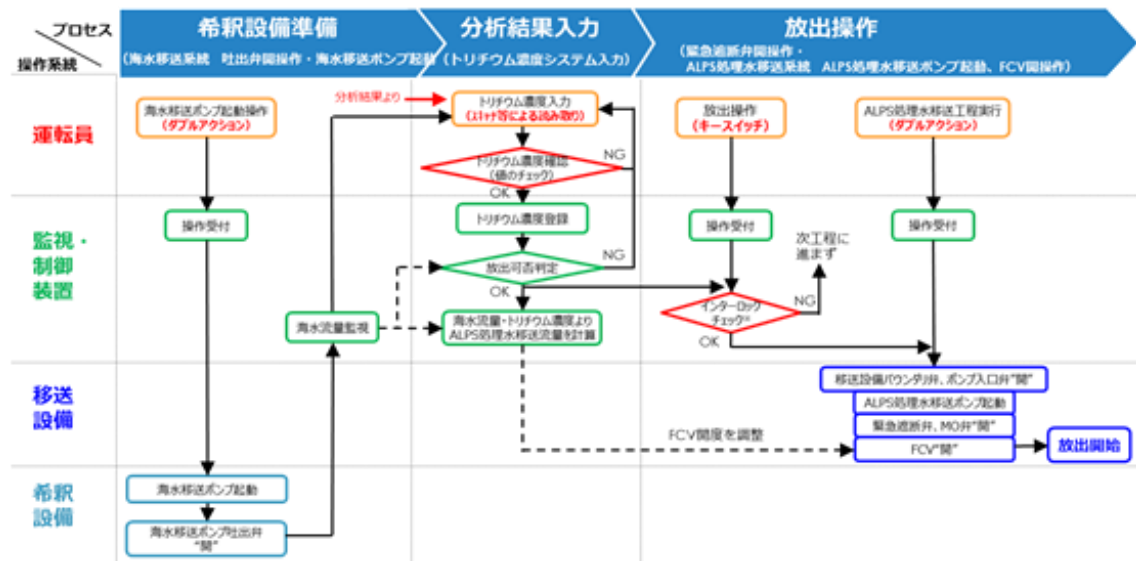 プロセス
操作系統
希釈設備準備
(海水移送系統 吐出弁開操作・海水移送ポンプ起動)
分析結果入力
(トリチウム濃度システム入力)
放出操作
(緊急遮断弁開操作・
ALPS処理水移送系統 ALPS処理水移送ポンプ起動、FCV開操作)
運転員
海水移送ポンプ起動操作
(ダブルアクション)
分析結果より
トリチウム濃度入力
(スキャナ等による読み取り)
放出操作
(キースイッチ)
ALPS処理水移送工程実行
(ダブルアクション)
トリチウム濃度確認
(値のチェック)
NG
OK
監視・
制御
装置
操作受付
トリチウム濃度登録
操作受付
操作受付
放出可否判定
NG
OK
次工程に
進まず
インターロック
チェック※
NG
OK
海水流量監視
海水流量・トリチウム濃度より
ALPS処理水移送流量を計算
移送
設備
移送設備バウンダリ弁、ポンプ入口弁"開"
ALPS処理水移送ポンプ起動
緊急遮断弁、MO弁"開"
FCV"開"
FCV開度を調整
放出開始
希釈
設備
海水移送ポンプ起動
海水移送ポンプ吐出弁
"開"